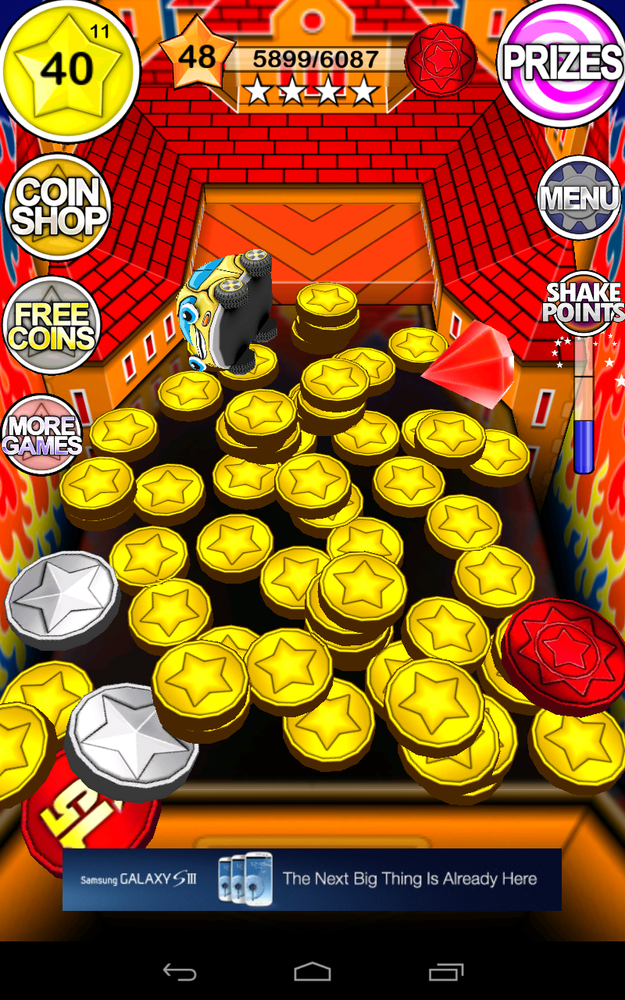 11
40
48
5899/6087
PRIZES
COIN
SHOP
MENU
FREE
COINS
SHAKE
POINTS
MORE
GAMES
Samsung GALAXY SIII
The Next Big Thing Is Already Here